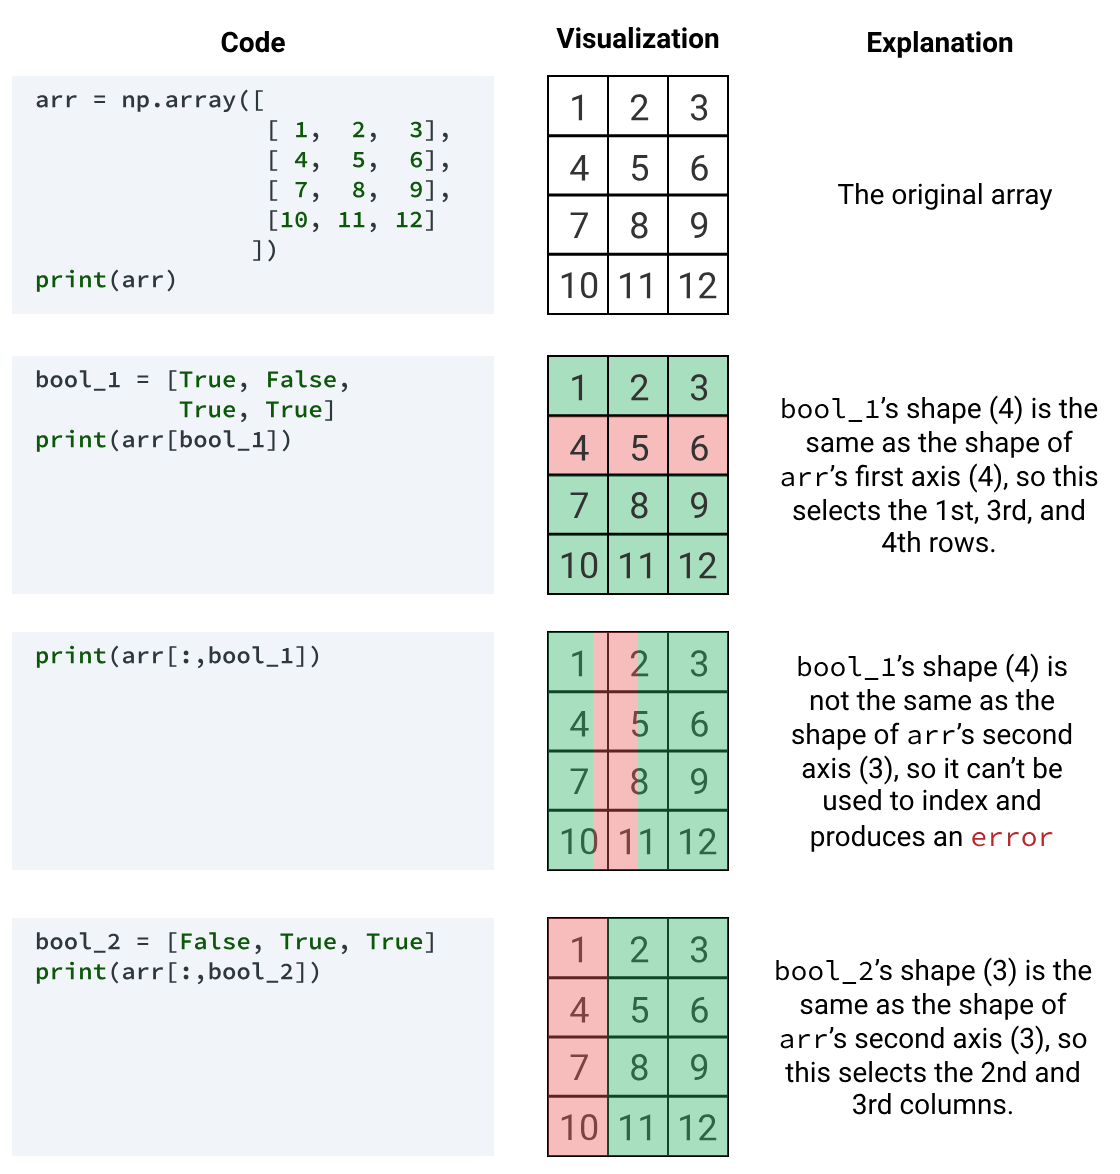 Code
Visualization
Explanation
arr = np.array([
[ 1,  2,  3],
[ 4,  5,  6],
[ 7,  8,  9],
[10, 11, 12]
])
print(arr)
1 2 3
4 5 6
7 8 9
10 11 12
The original array
bool_1 = [True, False,
True, True]
print(arr[bool_1])
1 2 3
4 5 6
7 8 9
10 11 12
bool_1’s shape (4) is the
same as the shape of
arr’s first axis (4), so this
selects the 1st, 3rd, and
4th rows.
print(arr[:,bool_1])
1 2 3
4 5 6
7 8 9
10 11 12
bool_1’s shape (4) is
not the same as the
shape of arr’s second
axis (3), so it can’t be
used to index and
produces an error
bool_2 = [False, True, True]
print(arr[:,bool_2])
1 2 3
4 5 6
7 8 9
10 11 12
bool_2’s shape (3) is the
same as the shape of
arr’s second axis (3), so
this selects the 2nd and
3rd columns.